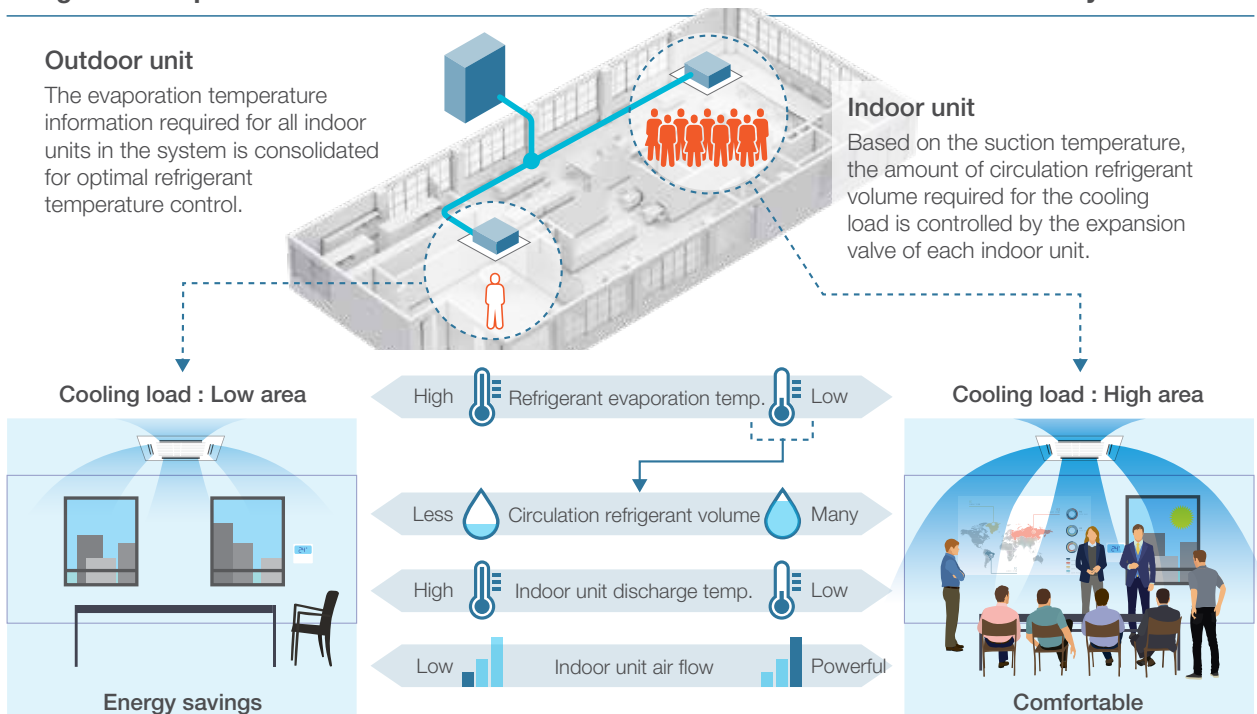 Outdoor unit
The evaporation temperature
information required for all indoor
units in the system is consolidated
for optimal refrigerant
temperature control.
Indoor unit
Based on the suction temperature,
the amount of circulation refrigerant
volume required for the cooling
load is controlled by the expansion
valve of each indoor unit.
Cooling load : Low area
High Refrigerant evaporation temp. Low
Cooling load : High area
Less Circulation refrigerant volume Many
24°
24°
High Indoor unit discharge temp. Low
Low Indoor unit air flow Powerful
Energy savings
Comfortable